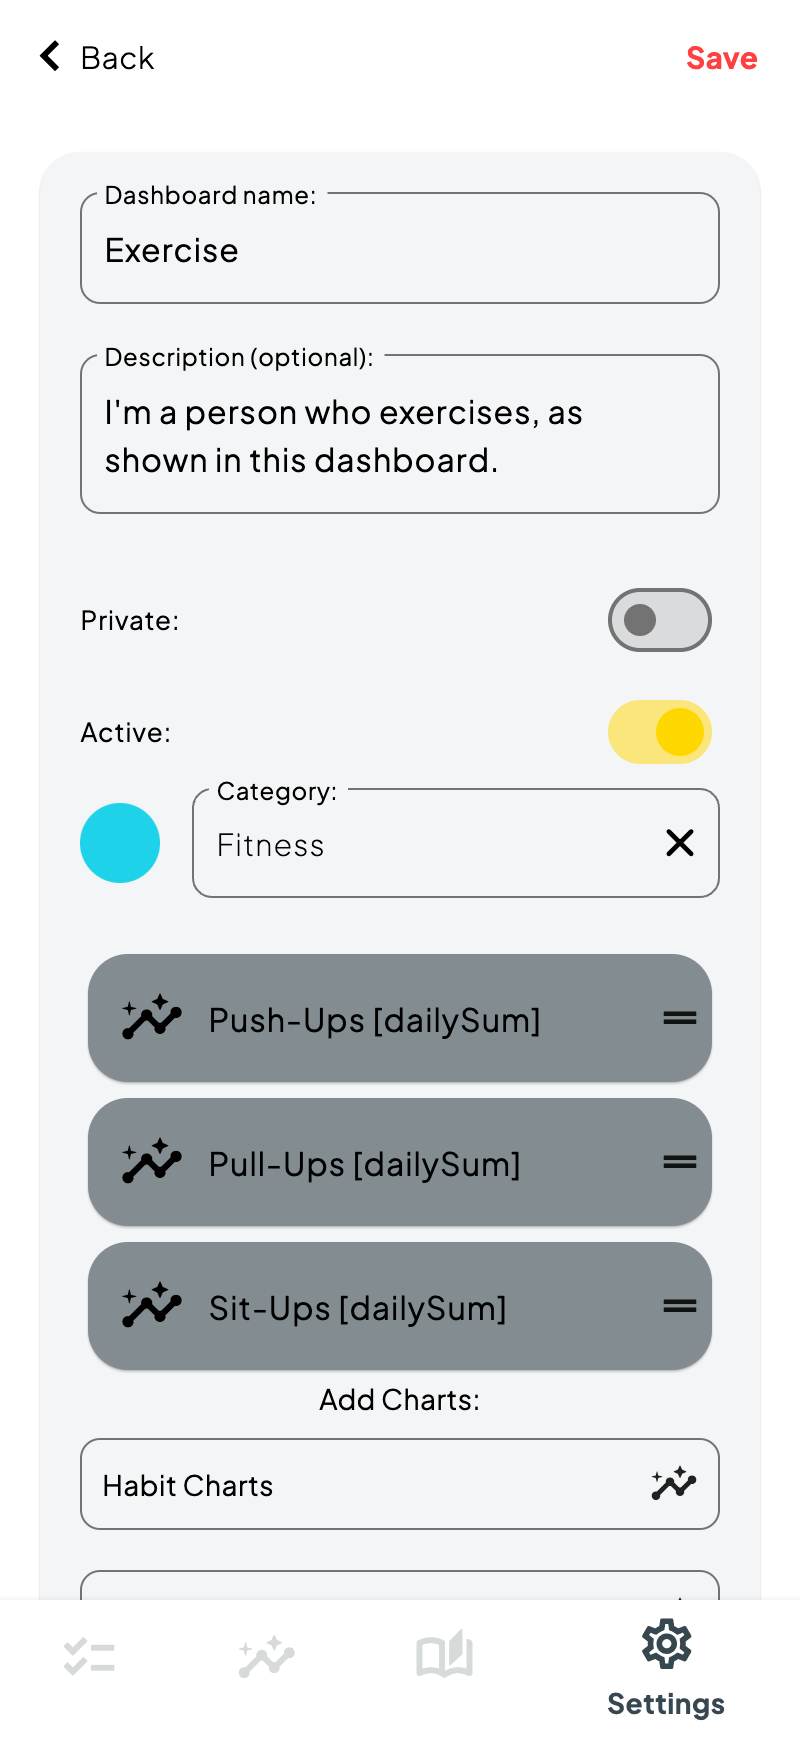 Back
Save
Dashboard name:
Exercise
Description (optional):
I'm a person who exercises, as
shown in this dashboard.
Private:
Active:
Category:
Fitness
Push-Ups [dailySum]
Pull-Ups [dailySum]
Sit-Ups [dailySum]
Add Charts:
Habit Charts
Settings